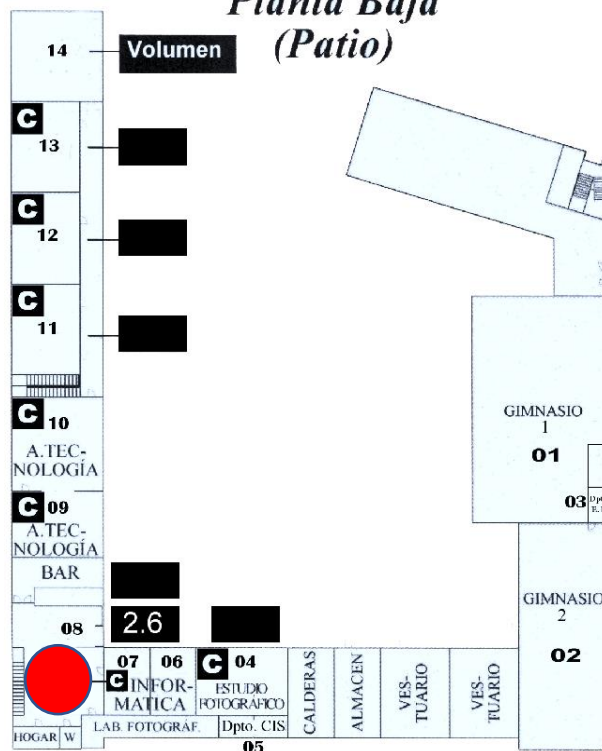 Planta Baja
(Patio)
14
Volumen
C
13
C
12
C
11
C
10
A.TEC-
NOLOGÍA
C
09
A.TEC-
NOLOGÍA
BAR
08
2.6
07
06
C
04
C
INFOR-
MATICA
ESTUDIO
FOTOGRAFICO
CALDERAS
ALMACEN
VES-
TUARIO
VES-
TUARIO
LAB. FOTOGRÁF.
Dpto. CIS
05
HOGAR
W
GIMNASIO
1
01
03
GIMNASIO
2
02